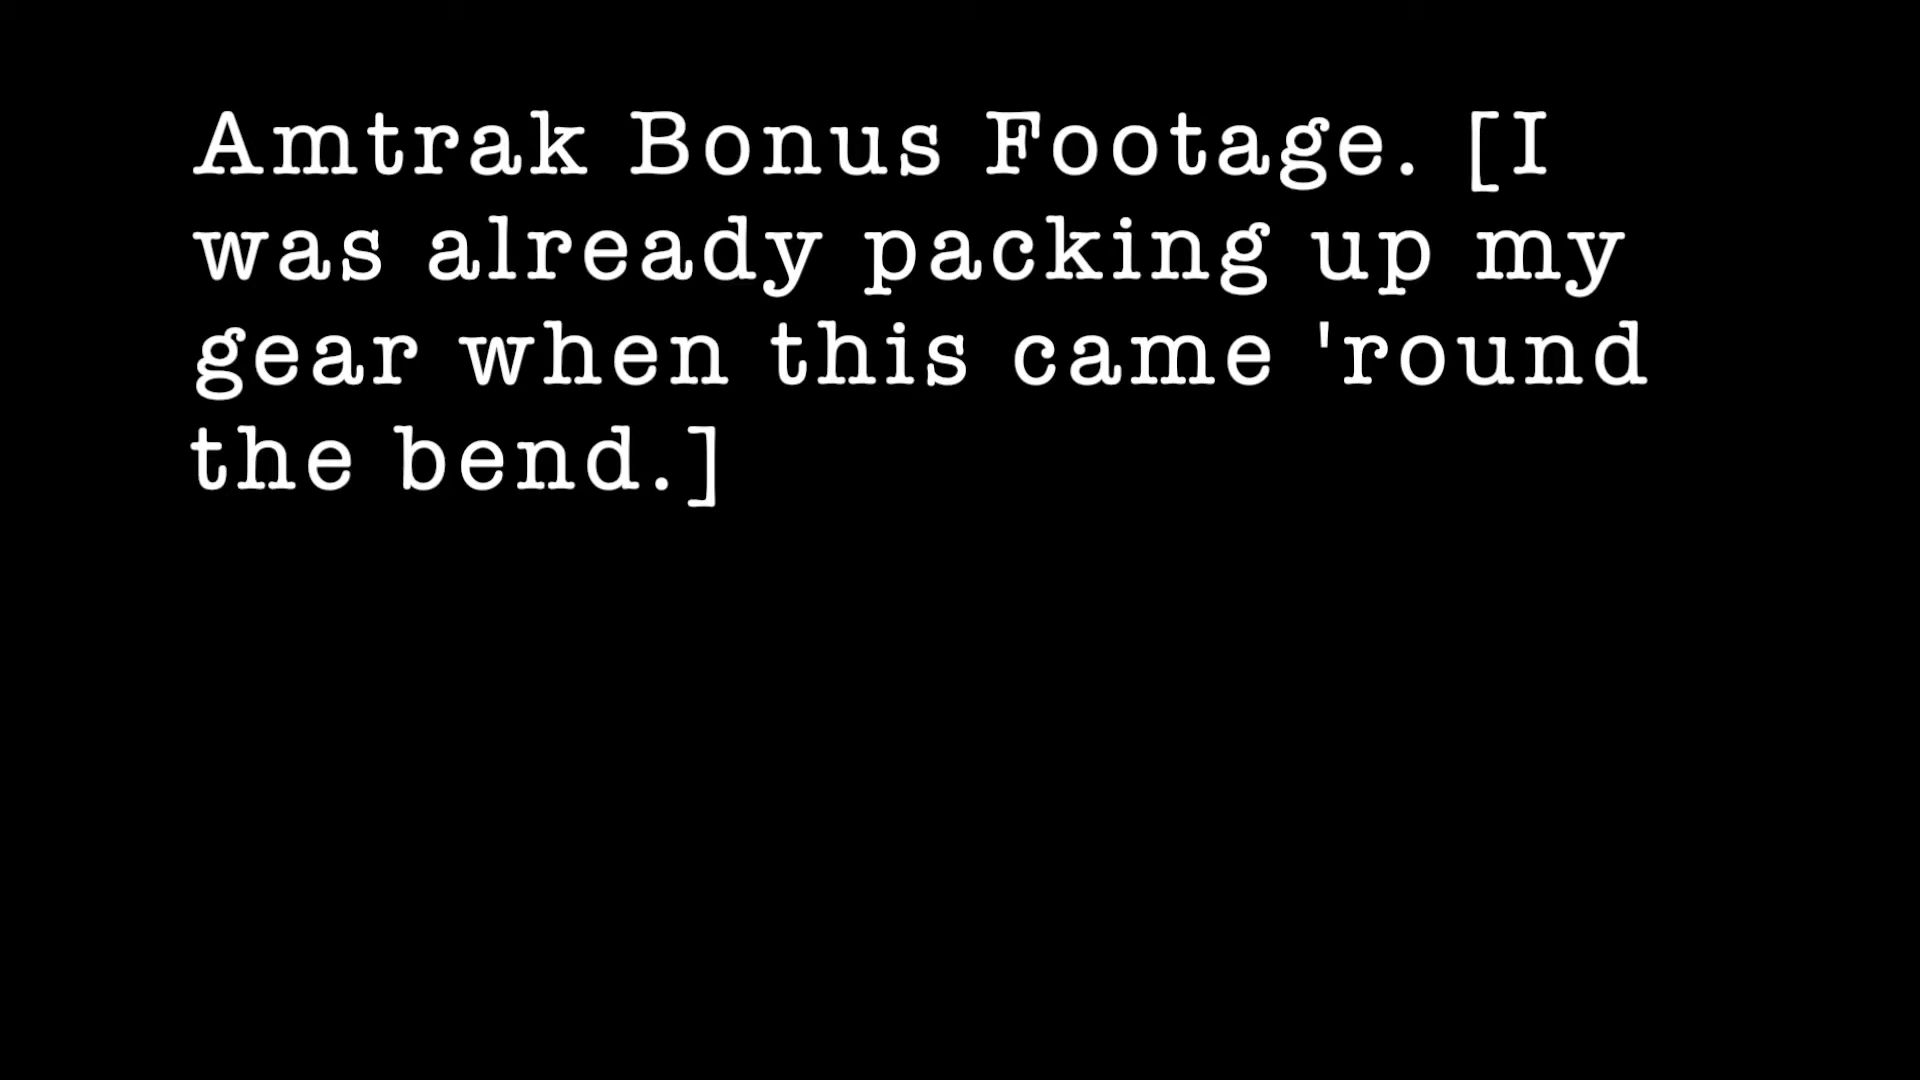 Amtrak Bonus Footage. [I
was already packing up my
gear when this came 'round
the bend.]